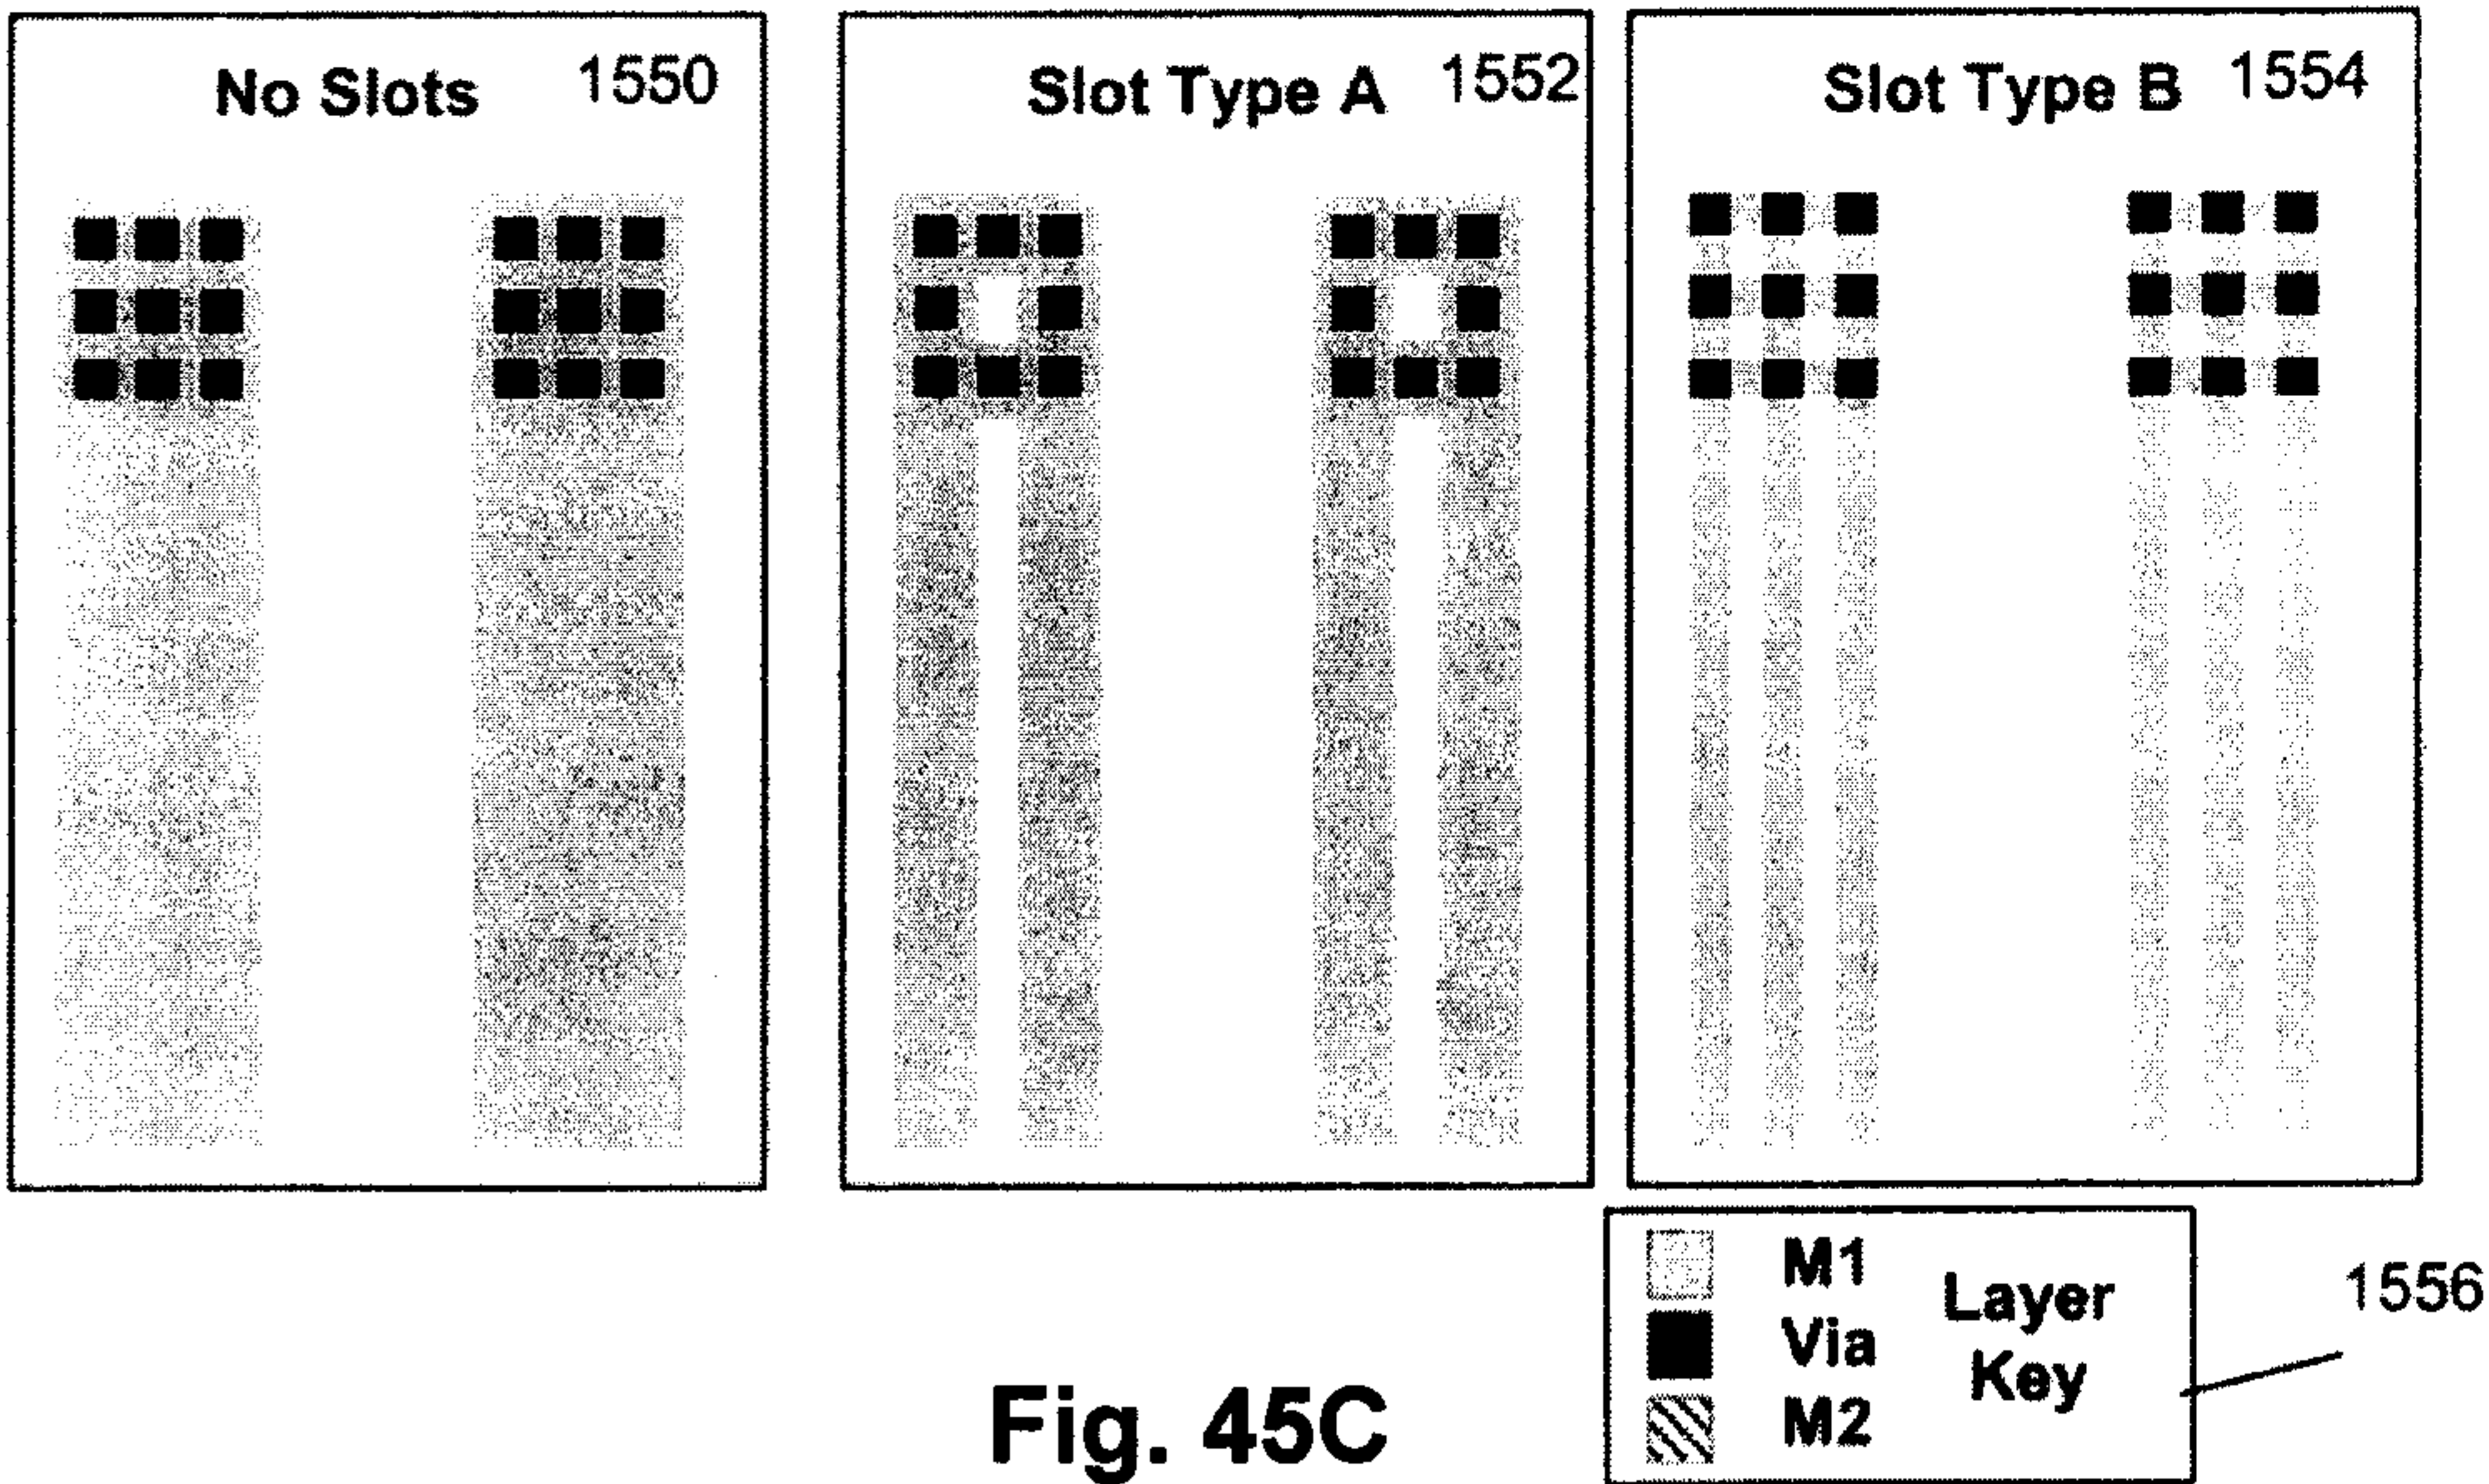 No Slots 1550
Slot Type A 1552
Slot Type B 1554
M1
Via
M2
Layer
Key
1556
Fig. 45C